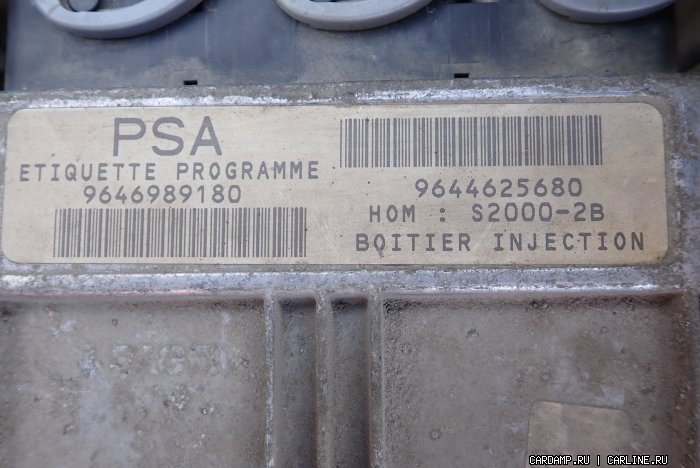 PSA
ETIQUETTE PROGRAMME
9646989180
9644625680
HOM : S2000-2B
BOITIER INJECTION
CARDAMP.RU | CARLINE.RU